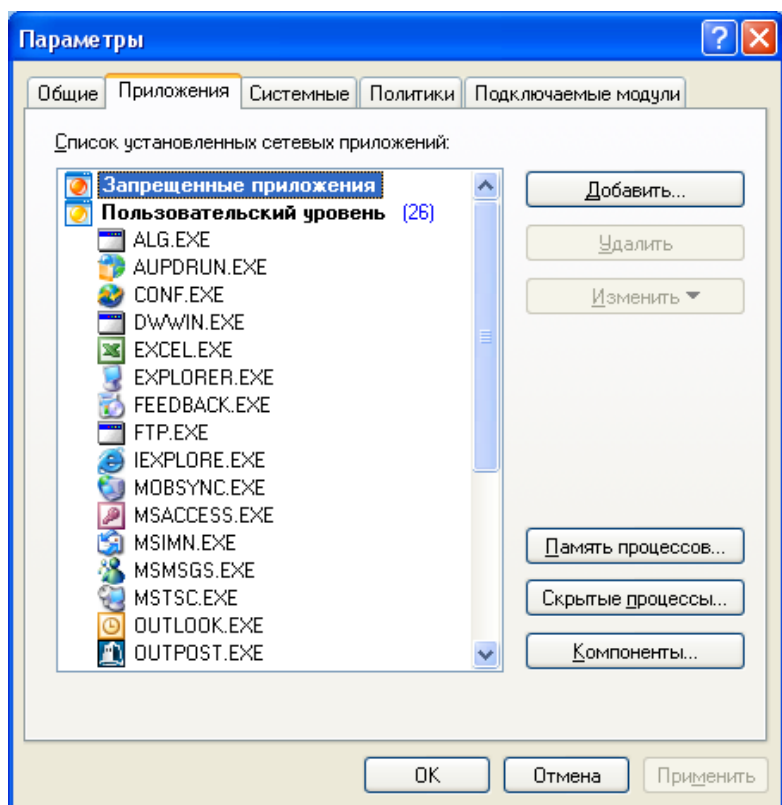 Параметры
Общие Приложения Системные Политики Подключаемые модули
Список установленных сетевых приложений:
Запрещенные приложения
Пользовательский уровень (26)
ALG.EXE
AUPDRUN.EXE
CONF.EXE
DWWIN.EXE
EXCEL.EXE
EXPLORER.EXE
FEEDBACK.EXE
FTP.EXE
IEXPLORE.EXE
MOBSYNC.EXE
MSACCESS.EXE
MSIMN.EXE
MSMSGS.EXE
MSTSC.EXE
OUTLOOK.EXE
OUTPOST.EXE
Добавить...
Удалить
Изменить
Память процессов...
Скрытые процессы...
Компоненты...
OK Отмена Применить